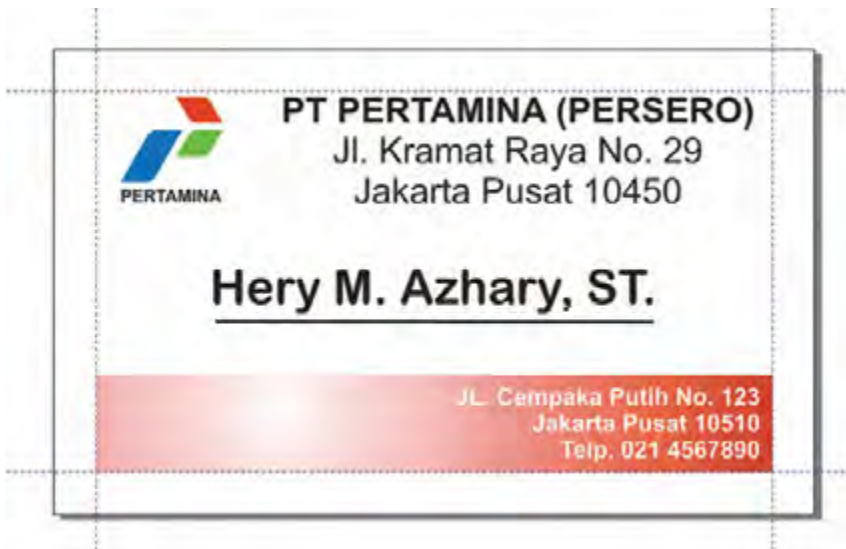 PERTAMINA
PT PERTAMINA (PERSERO)
Jl. Kramat Raya No. 29
Jakarta Pusat 10450
Hery M. Azhary, ST.
JL. Cempaka Putih No. 123
Jakarta Pusat 10510
Telp. 021 4567890